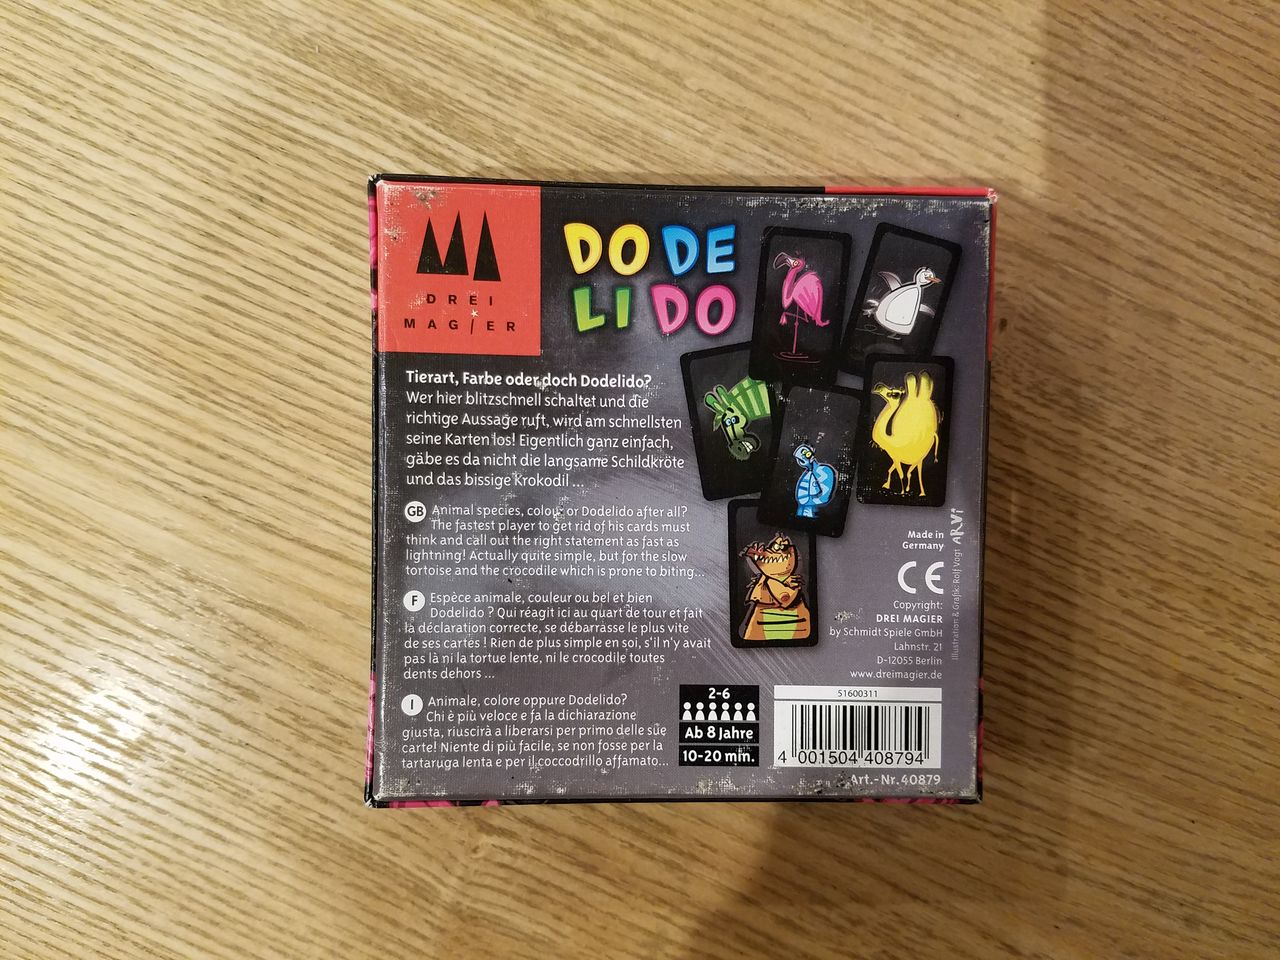 DREI
MAGIER
DO DE
LI DO
Tierart, Farbe oder doch Dodelido?
Wer hier blitzschnell schaltet und die
richtige Aussage ruft, wird am schnellsten
seine Karten los! Eigentlich ganz einfach,
gäbe es da nicht die langsame Schildkröte
und das bissige Krokodil ...
GB Animal species, colour or Dodelido after all?
The fastest player to get rid of his cards must
think and call out the right statement as fast as
lightning! Actually quite simple, but for the slow
tortoise and the crocodile which is prone to biting...
F Espèce animale, couleur ou bel et bien
Dodelido ? Qui réagit ici au quart de tour et fait
la déclaration correcte, se débarrasse le plus vite
de ses cartes ! Rien de plus simple en soi, s'il n'y avait
pas là ni la tortue lente, ni le crocodile toutes
dents dehors ...
I Animale, colore oppure Dodelido?
Chi è più veloce e fa la dichiarazione
giusta, riuscirà a liberarsi per primo delle sue
carte! Niente di più facile, se non fosse per la
tartaruga lenta e per il coccodrillo affamato...
2-6
Ab 8 Jahre
10-20 min.
Made in
Germany
CE
Copyright:
DREI MAGIER
by Schmidt Spiele GmbH
Lahnstr. 21
D-12055 Berlin
www.dreimagier.de
Illustration & Grafik: Rolf Vogt ARVi
51600311
4 001504 408794
Art.-Nr. 40879